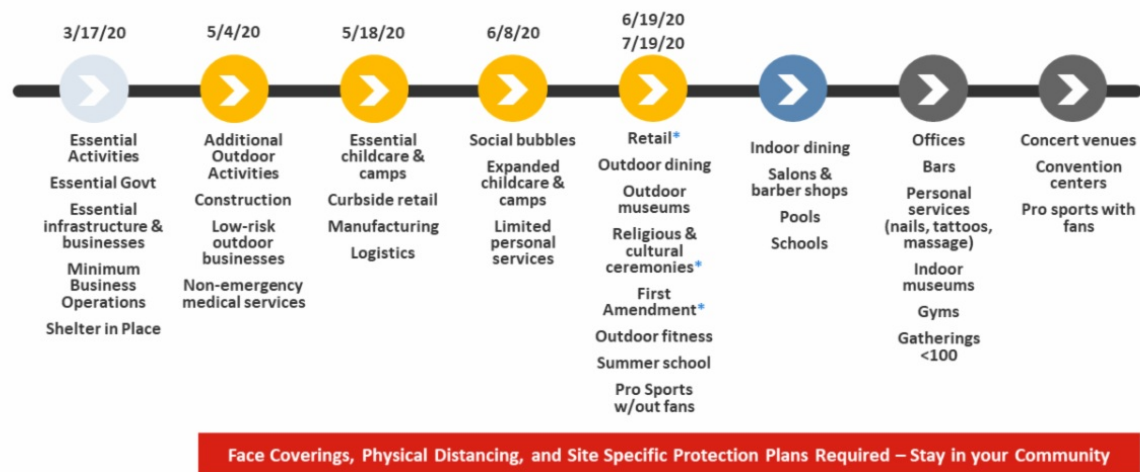 3/17/20
Essential
Activities
Essential Govt
Essential
infrastructure &
businesses
Minimum
Business
Operations
Shelter in Place
5/4/20
Additional
Outdoor
Activities
Construction
Low-risk
outdoor
businesses
Non-emergency
medical services
5/18/20
Essential
childcare &
camps
Curbside retail
Manufacturing
Logistics
6/8/20
Social bubbles
Expanded
childcare &
camps
Limited
personal
services
6/19/20
7/19/20
Retail*
Outdoor dining
Outdoor
museums
Religious &
cultural
ceremonies*
First
Amendment*
Outdoor fitness
Summer school
Pro Sports
w/out fans
Indoor dining
Salons &
barber shops
Pools
Schools
Offices
Bars
Personal
services
(nails, tattoos,
massage)
Indoor
museums
Gyms
Gatherings
<100
Concert venues
Convention
centers
Pro sports with
fans
Face Coverings, Physical Distancing, and Site Specific Protection Plans Required – Stay in your Community